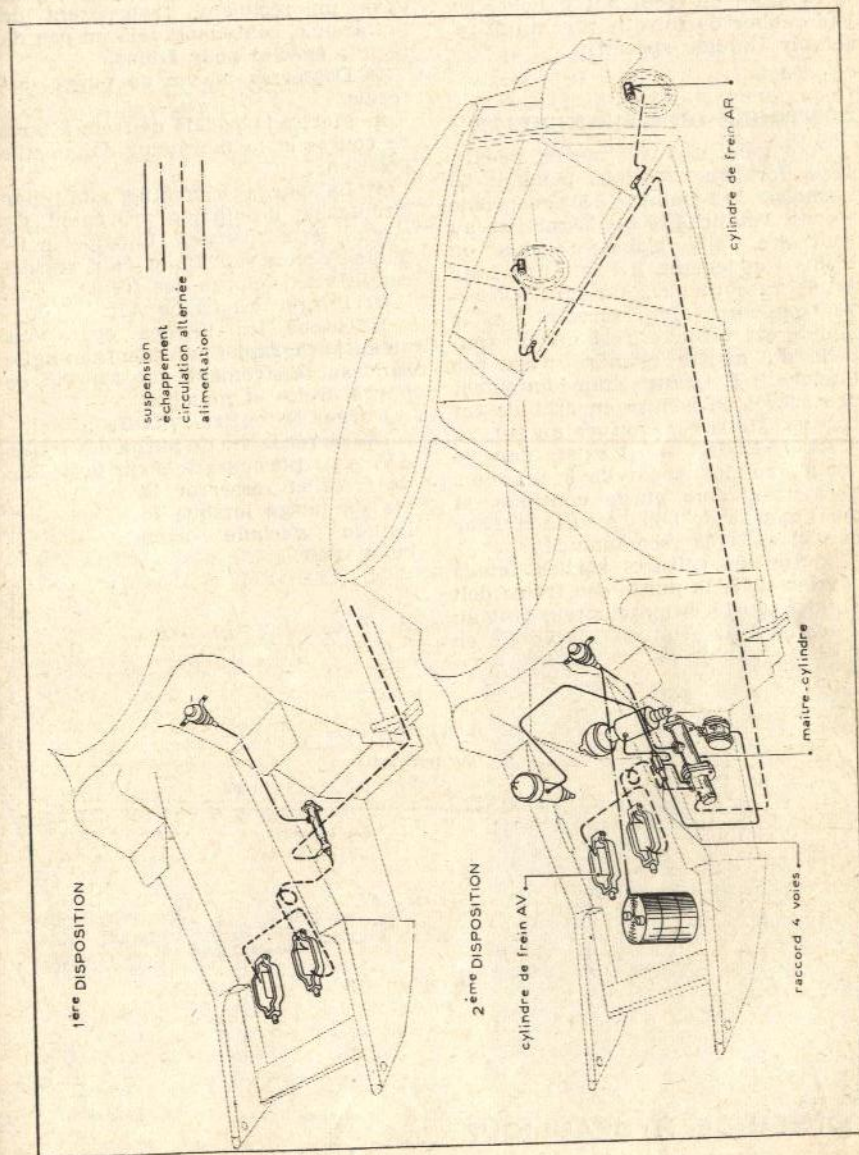 1ère DISPOSITION
suspension
échappement
circulation alternée
alimentation
2ème DISPOSITION
cylindre de frein AV
raccord 4 voies
maître-cylindre
cylindre de frein AR